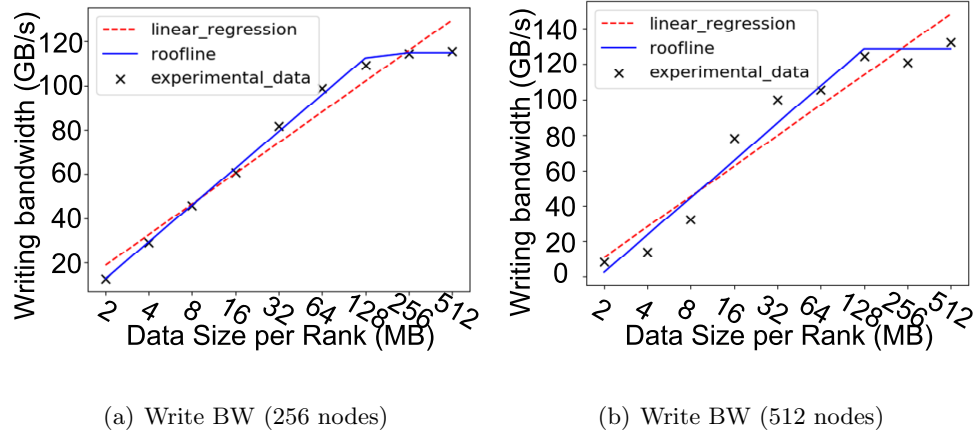 linear_regression
roofline
experimental_data
Writing bandwidth (GB/s)
120
100
80
60
40
20
2 4 8 16 32 64 128 256 512
Data Size per Rank (MB)
(a) Write BW (256 nodes)
linear_regression
roofline
experimental_data
Writing bandwidth (GB/s)
140
120
100
80
60
40
20
0
2 4 8 16 32 64 128 256 512
Data Size per Rank (MB)
(b) Write BW (512 nodes)